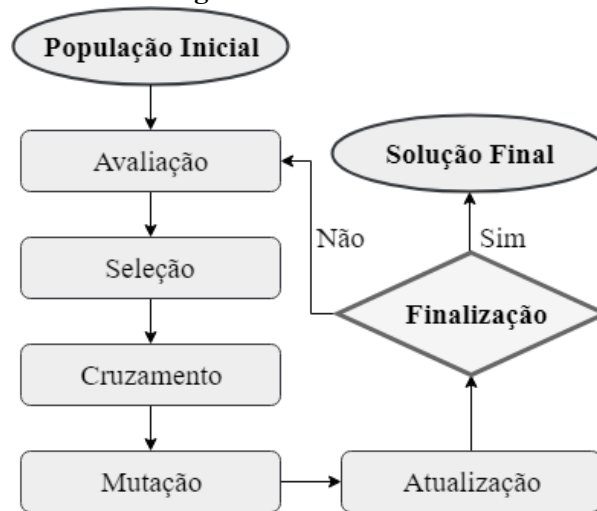 População Inicial
Avaliação
Solução Final
Não
Sim
Seleção
Finalização
Cruzamento
Mutação
Atualização